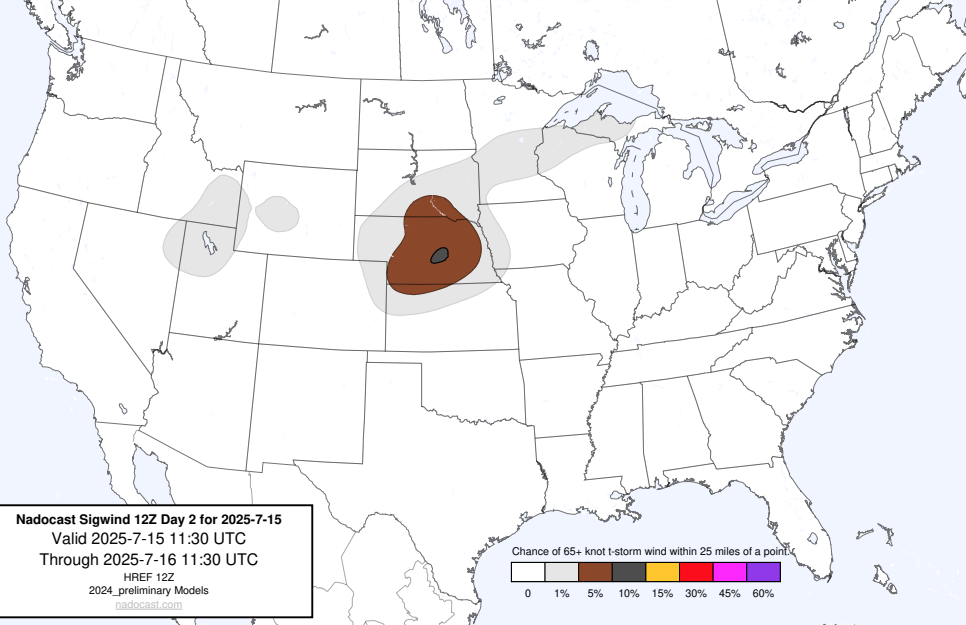 Nadocast Sigwind 12Z Day 2 for 2025-7-15
Valid 2025-7-15 11:30 UTC
Through 2025-7-16 11:30 UTC
HREF 12Z
2024_preliminary Models
nadocast.com
Chance of 65+ knot t-storm wind within 25 miles of a point.
0 1% 5% 10% 15% 30% 45% 60%